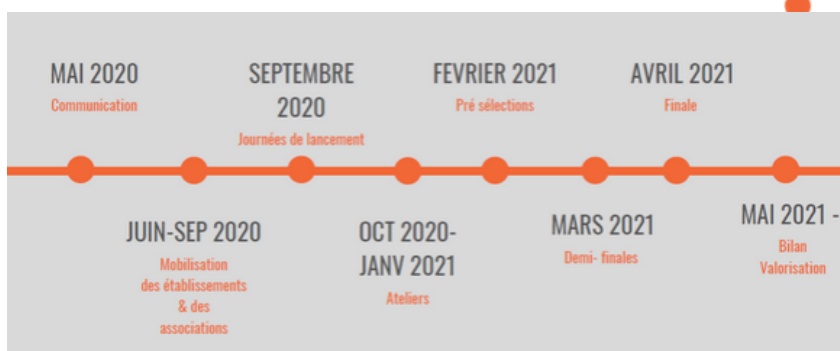 MAI 2020
Communication
SEPTEMBRE
2020
Journées de lancement
FEVRIER 2021
Pré sélections
AVRIL 2021
Finale
JUIN-SEP 2020
Mobilisation
des établissements
& des
associations
OCT 2020-
JANV 2021
Ateliers
MARS 2021
Demi- finales
MAI 2021 -
Bilan
Valorisation